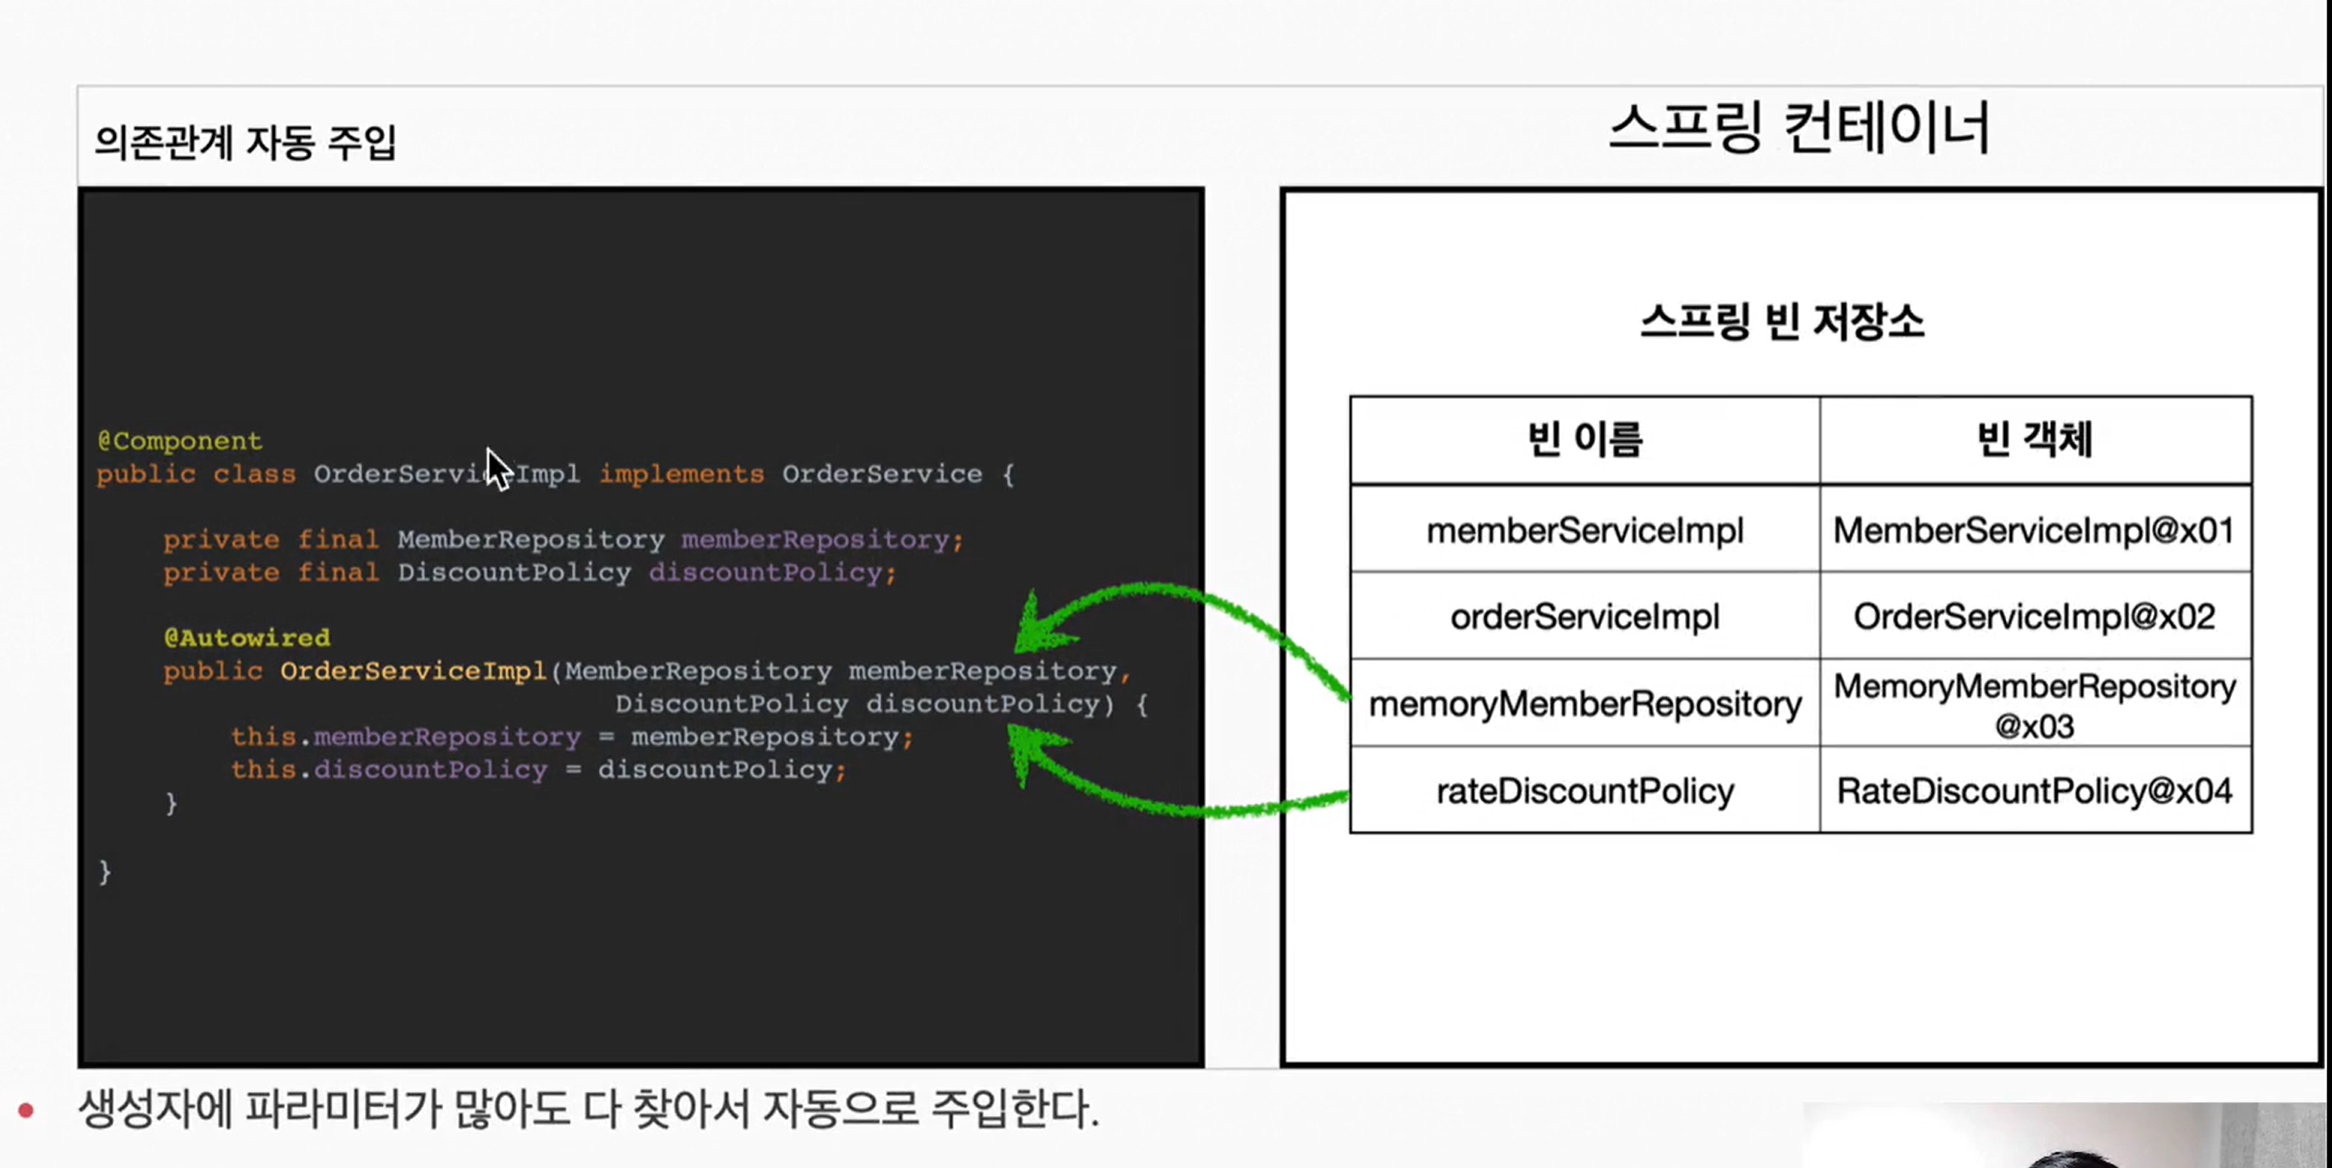 의존관계 자동 주입
스프링 컨테이너
@Component
public class OrderServiceImpl implements OrderService {
private final MemberRepository memberRepository;
private final DiscountPolicy discountPolicy;
@Autowired
public OrderServiceImpl(MemberRepository memberRepository,
DiscountPolicy discountPolicy) {
this.memberRepository = memberRepository;
this.discountPolicy = discountPolicy;
}
}
스프링 빈 저장소
빈 이름 빈 객체
memberServiceImpl MemberServiceImpl@x01
orderServiceImpl OrderServiceImpl@x02
memoryMemberRepository MemoryMemberRepository
@x03
rateDiscountPolicy RateDiscountPolicy@x04
• 생성자에 파라미터가 많아도 다 찾아서 자동으로 주입한다.